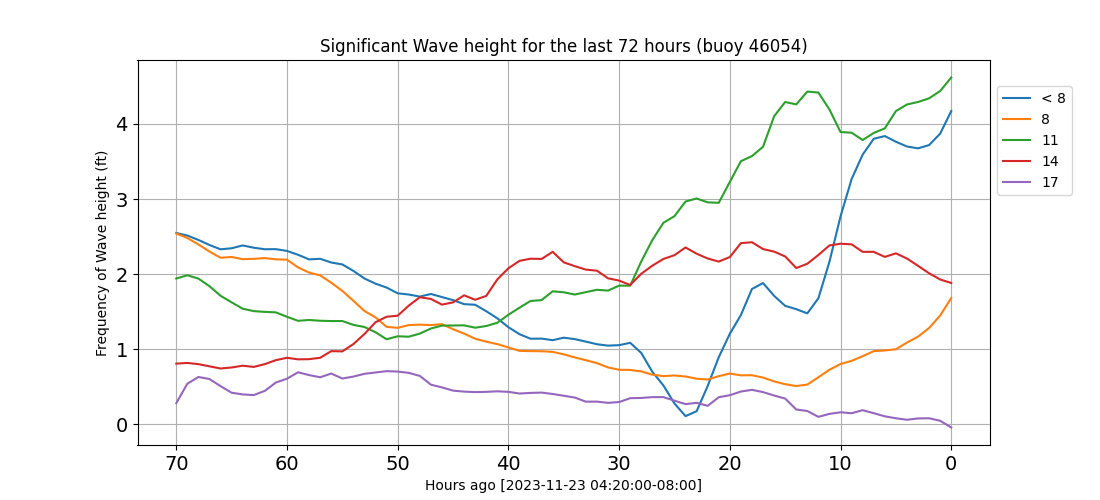 Significant Wave height for the last 72 hours (buoy 46054)
Frequency of Wave height (ft)
4
3
2
1
0
70 60 50 40 30 20 10 0
Hours ago [2023-11-23 04:20:00-08:00]
< 8
8
11
14
17